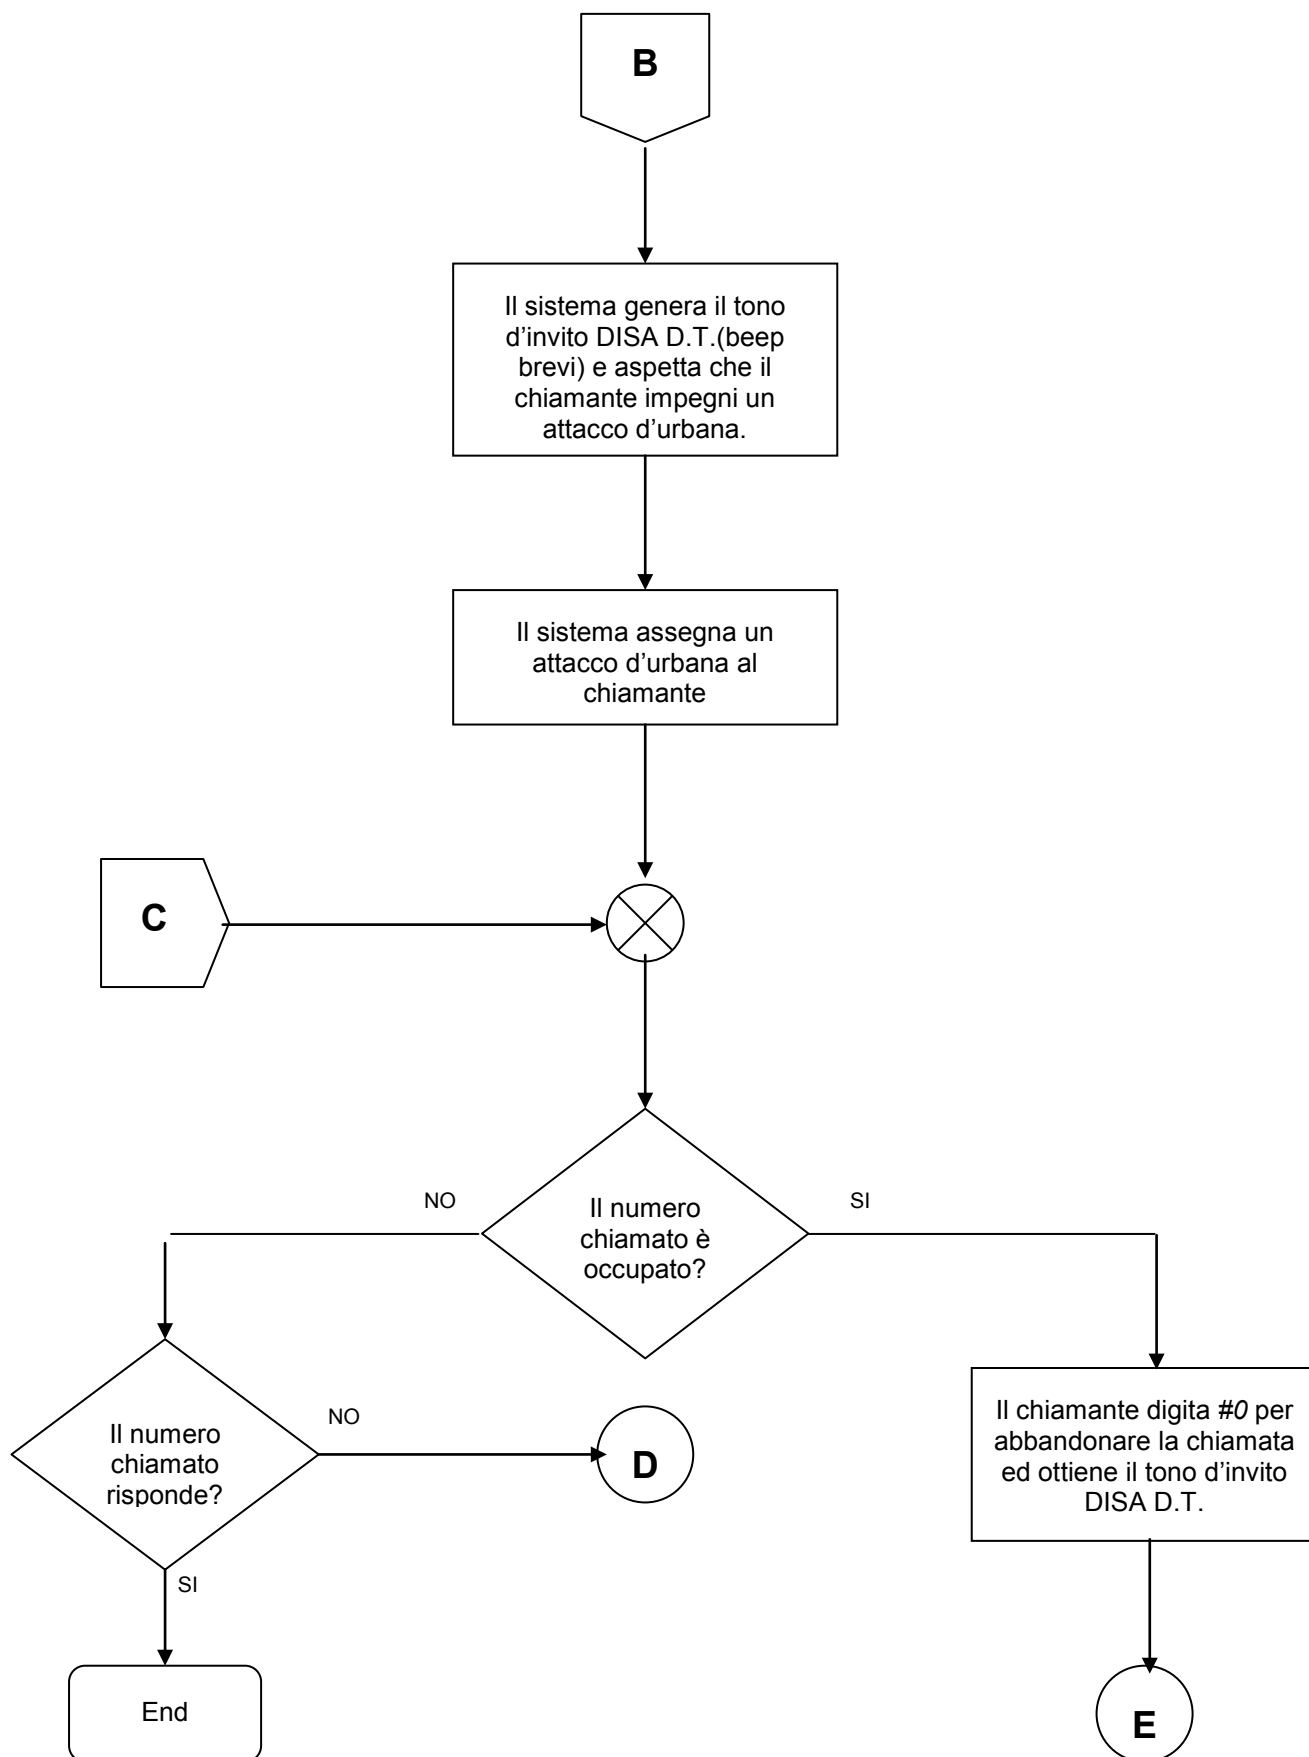 B
Il sistema genera il tono
d’invito DISA D.T.(beep
brevi) e aspetta che il
chiamante impegni un
attacco d’urbana.
Il sistema assegna un
attacco d’urbana al
chiamante
C
NO
Il numero
chiamato è
occupato?
SI
Il numero
chiamato
risponde?
NO
D
Il chiamante digita #0 per
abbandonare la chiamata
ed ottiene il tono d’invito
DISA D.T.
SI
End
E